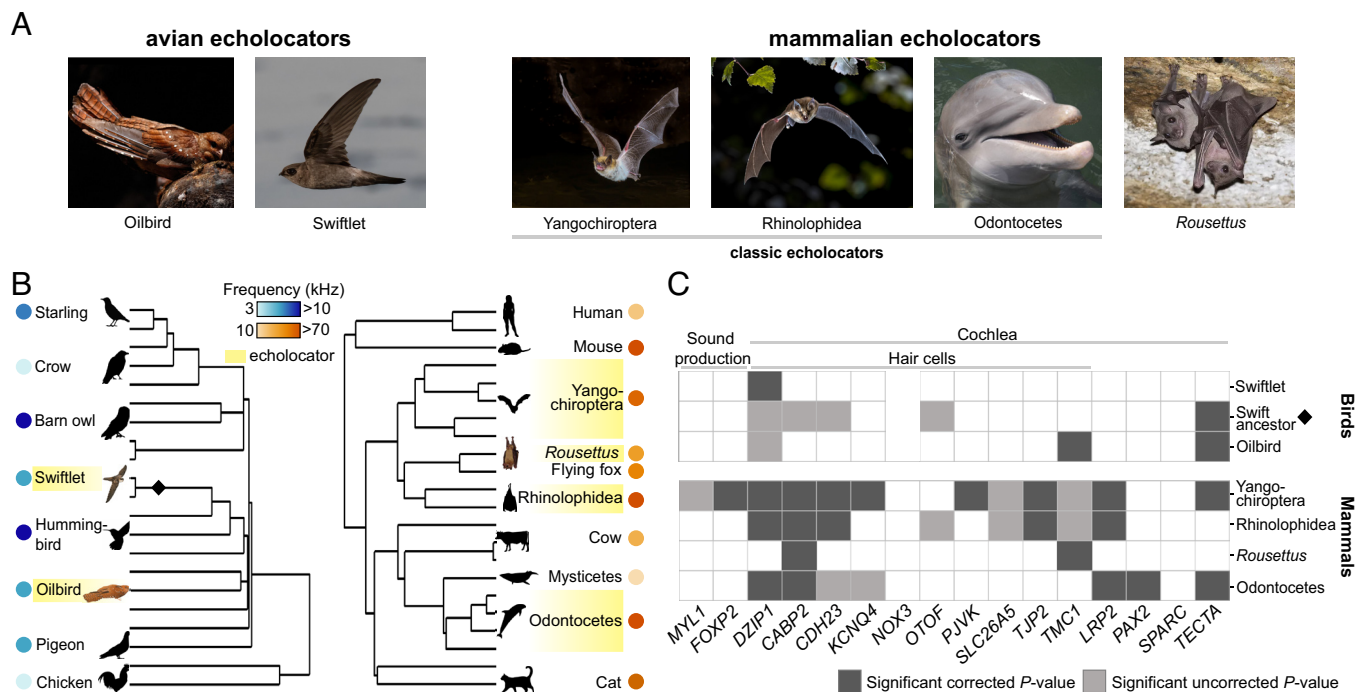 A
avian echolocators
mammalian echolocators
Oilbird
Swiftlet
Yangochiroptera
Rhinolophidea
Odontocetes
Rousettus
classic echolocators
B
Frequency (kHz)
3 >10
10 >70
echolocator
Starling
Crow
Barn owl
Swiftlet
Humming-
bird
Oilbird
Pigeon
Chicken
Human
Mouse
Yango-
chiroptera
Rousettus
Flying fox
Rhinolophidea
Cow
Mysticetes
Odontocetes
Cat
C
Sound
production
Cochlea
Hair cells
Swiftlet
Swift
ancestor
Oilbird
Birds
Yango-
chiroptera
Rhinolophidea
Rousettus
Odontocetes
Mammals
MYL1
FOXP2
DZIP1
CABP2
CDH23
KCNQ4
NOX3
OTOF
PJVK
SLC26A5
TJP2
TMC1
LRP2
PAX2
SPARC
TECTA
Significant corrected P-value
Significant uncorrected P-value